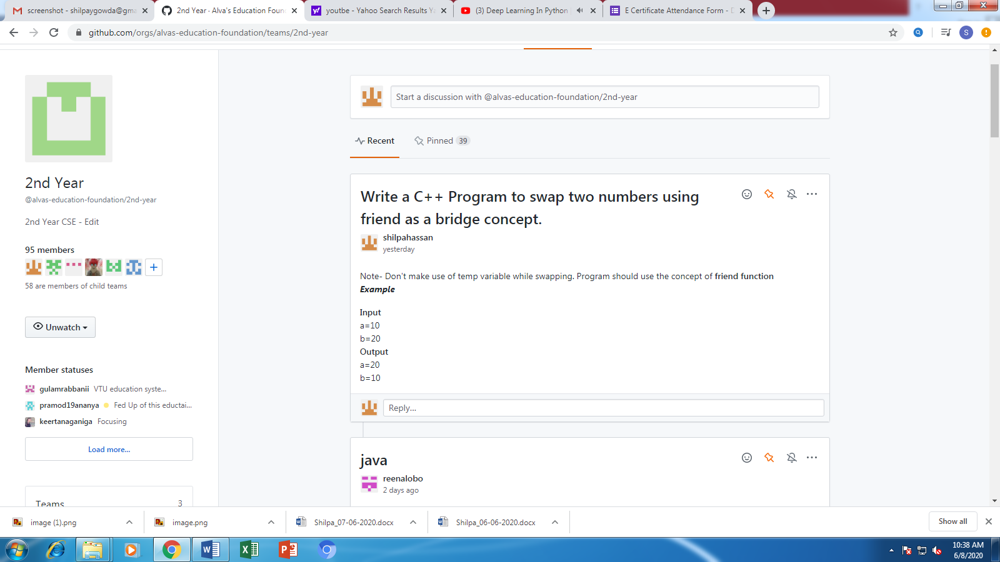 screenshot - shilpaygowda@gma
2nd Year · Alva's Education Foun
youtbe - Yahoo Search Results Ya
(3) Deep Learning In Python
E Certificate Attendance Form - D
github.com/orgs/alvas-education-foundation/teams/2nd-year
S
Start a discussion with @alvas-education-foundation/2nd-year
Recent
Pinned 39
2nd Year
@alvas-education-foundation/2nd-year
2nd Year CSE - Edit
95 members
58 are members of child teams
Unwatch
Member statuses
gulamrabbanii VTU education syste...
pramod19ananya Fed Up of this eductai...
keertanaganiga Focusing
Load more...
Teams 3
Write a C++ Program to swap two numbers using
friend as a bridge concept.
shilpahassan
yesterday
Note- Don't make use of temp variable while swapping. Program should use the concept of friend function
Example
Input
a=10
b=20
Output
a=20
b=10
Reply...
java
reenalobo
2 days ago
image (1).png
image.png
Shilpa_07-06-2020.docx
Shilpa_06-06-2020.docx
Show all
10:38 AM
6/8/2020